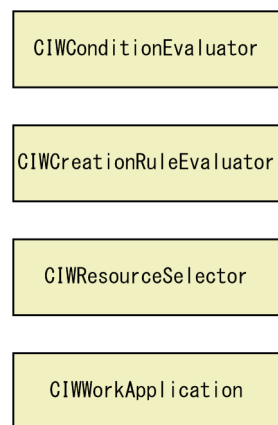 CIWConditionEvaluator
CIWCreationRuleEvaluator
CIWResourceSelector
CIWWorkApplication